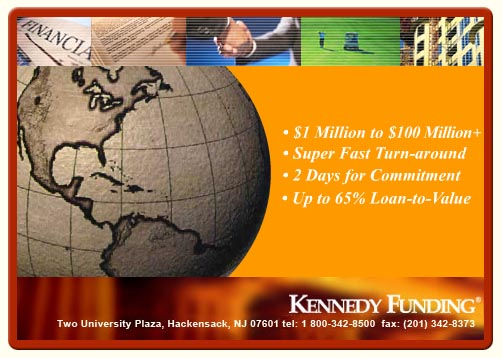 FINANCIA
• $1 Million to $100 Million+
• Super Fast Turn-around
• 2 Days for Commitment
• Up to 65% Loan-to-Value
KENNEDY FUNDING®
Two University Plaza, Hackensack, NJ 07601 tel: 1 800-342-8500 fax: (201) 342-8373